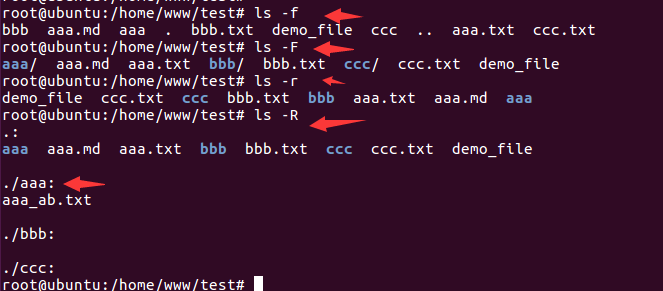 root@ubuntu:/home/www/test# ls -f
bbb  aaa.md  aaa  .  bbb.txt  demo_file  ccc  ..  aaa.txt  ccc.txt
root@ubuntu:/home/www/test# ls -F
aaa/  aaa.md  aaa.txt  bbb/  bbb.txt  ccc/  ccc.txt  demo_file
root@ubuntu:/home/www/test# ls -r
demo_file  ccc.txt  ccc  bbb.txt  bbb  aaa.txt  aaa.md  aaa
root@ubuntu:/home/www/test# ls -R
.:
aaa  aaa.md  aaa.txt  bbb  bbb.txt  ccc  ccc.txt  demo_file
./aaa:
aaa_ab.txt
./bbb:
./ccc:
root@ubuntu:/home/www/test#